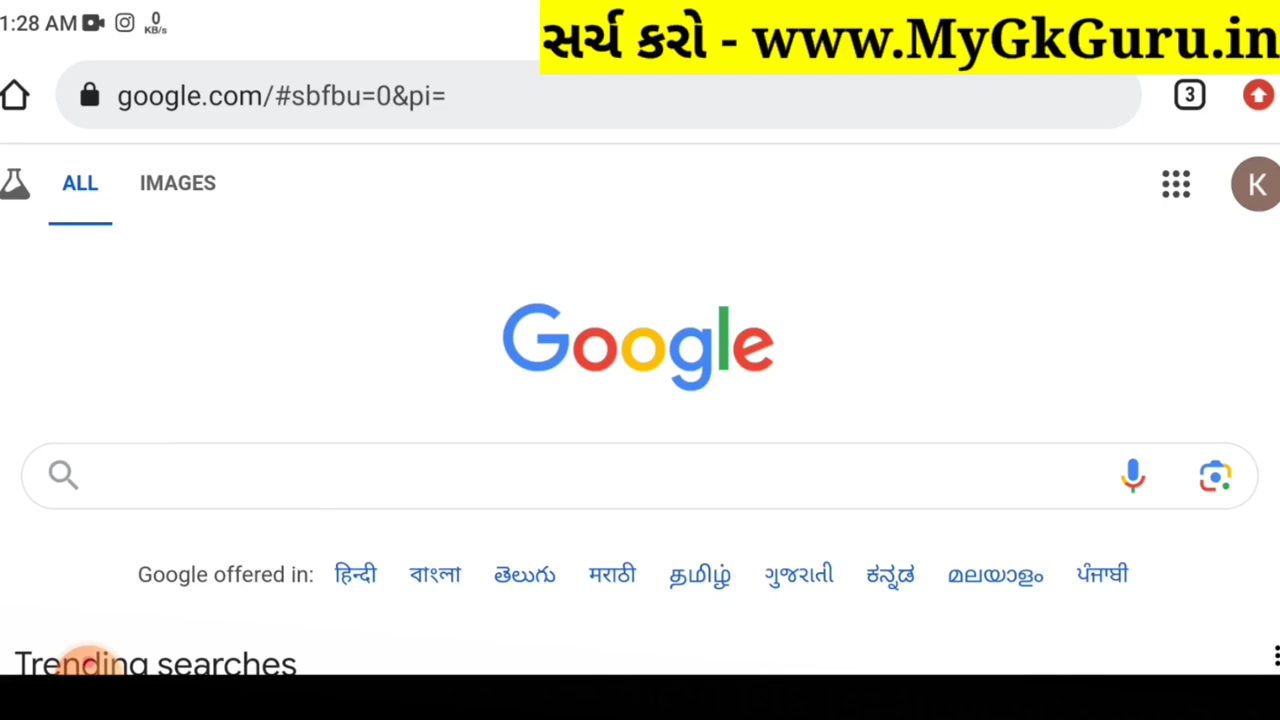 1:28 AM 0 KB/s
સર્ચ કરો - www.MyGkGuru.in
google.com/#sbfbu=0&pi=
3
ALL IMAGES
K
Google
Google offered in: हिन्दी বাংলা తెలుగు मराठी தமிழ் ગુજરાતી ಕನ್ನಡ മലയാളം ਪੰਜਾਬੀ
Trending searches